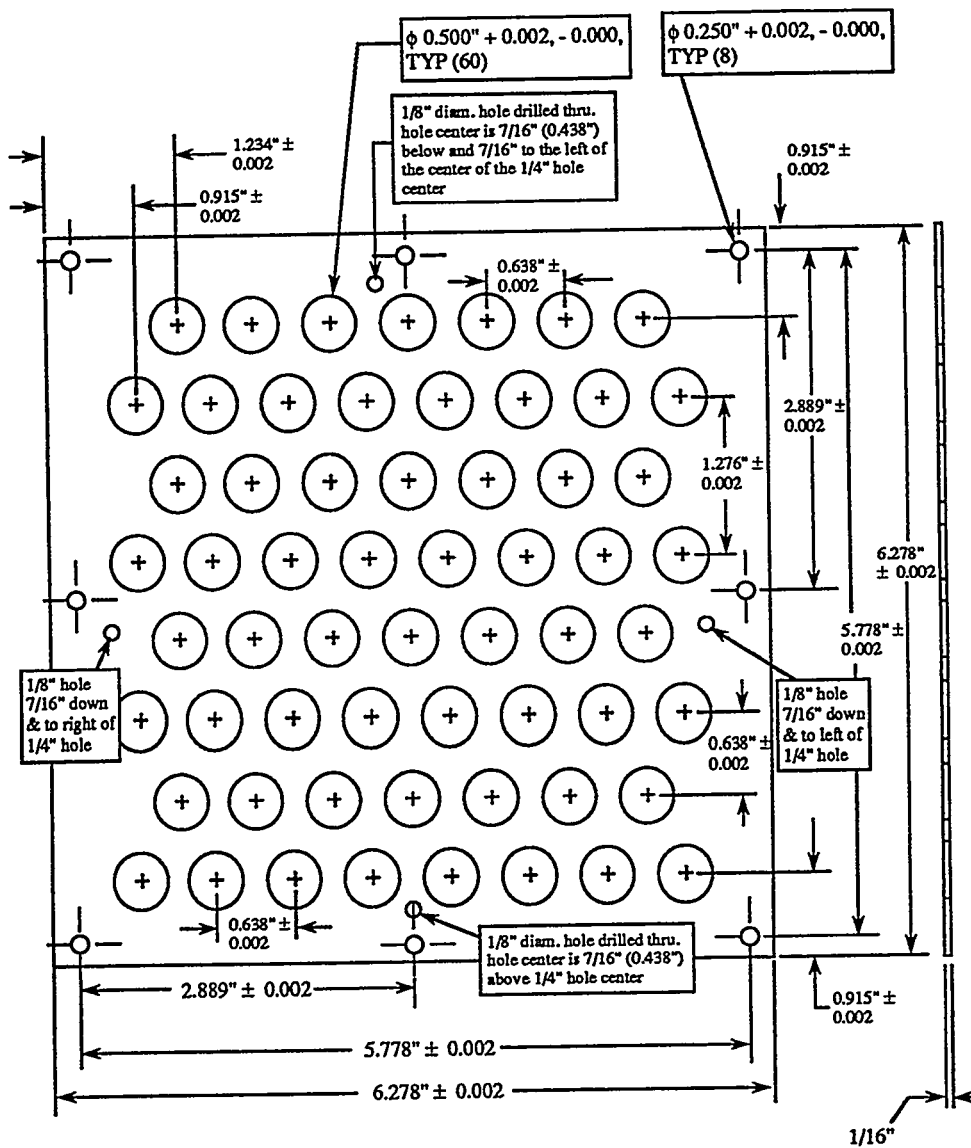 ϕ 0.500" + 0.002, - 0.000,
TYP (60)
ϕ 0.250" + 0.002, - 0.000,
TYP (8)
1/8" diam. hole drilled thru.
hole center is 7/16" (0.438")
below and 7/16" to the left of
the center of the 1/4" hole
center
1.234" ±
0.002
0.915" ±
0.002
0.915" ±
0.002
0.638" ±
0.002
2.889" ±
0.002
1.276" ±
0.002
6.278"
± 0.002
5.778" ±
0.002
1/8" hole
7/16" down
& to right of
1/4" hole
1/8" hole
7/16" down
& to left of
1/4" hole
0.638" ±
0.002
0.638" ±
0.002
1/8" diam. hole drilled thru.
hole center is 7/16" (0.438")
above 1/4" hole center
2.889" ± 0.002
0.915" ±
0.002
5.778" ± 0.002
6.278" ± 0.002
1/16"